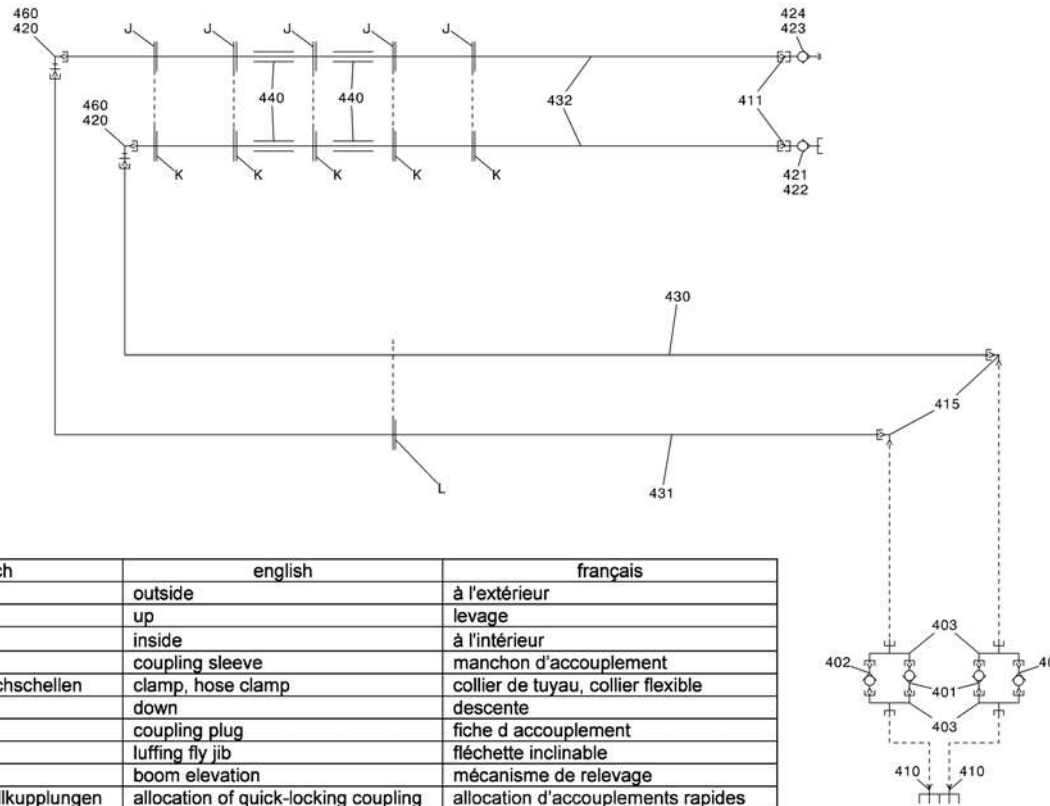 460
420
J J J J J
424
423
440 440 432 411
460
420
K K K K K
421
422
430
415
L
431
ch english français
outside à l'extérieur
up levage
inside à l'intérieur
coupling sleeve manchon d'accouplement
chschellen clamp, hose clamp collier de tuyau, collier flexible
down descente
coupling plug fiche d accouplement
luffing fly jib fléchette inclinable
boom elevation mécanisme de relevage
llkupplungen allocation of quick-locking coupling allocation d'accouplements rapides
403
402 40
401
403
410 410